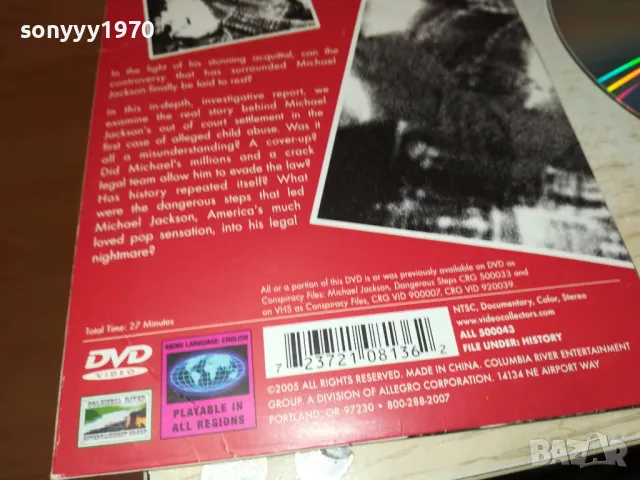 sonyyy1970
In the light of his stunning acquittal, can the
controversy that has surrounded Michael
Jackson finally be laid to rest?
In this in-depth, investigative report, we
examine the real story behind Michael
Jackson's out of court settlement in the
first case of alleged child abuse. Was it
all a misunderstanding? A cover-up?
Did Michael's millions and a crack
legal team allow him to evade the law?
Has history repeated itself? What
were the dangerous steps that led
Michael Jackson, America's much
loved pop sensation, into his legal
nightmare?
All or a portion of this DVD is or was previously available on DVD as
Conspiracy Files: Michael Jackson, Dangerous Steps CRG 500033 and
on VHS as Conspiracy Files, CRG VID 900007, CRG VID 920039.
Total Time: 27 Minutes
NTSC, Documentary, Color, Stereo
www.videocollectors.com
ALL 500043
FILE UNDER: HISTORY
DVD
VIDEO
MENU LANGUAGE: ENGLISH
PLAYABLE IN
ALL REGIONS
COLUMBIA RIVER
ENTERTAINMENT GROUP
7 23721 08136 2
©2005 ALL RIGHTS RESERVED. MADE IN CHINA. COLUMBIA RIVER ENTERTAINMENT
GROUP. A DIVISION OF ALLEGRO CORPORATION. 14134 NE AIRPORT WAY
PORTLAND, OR 97230 • 800-288-2007
BAZAR
bg